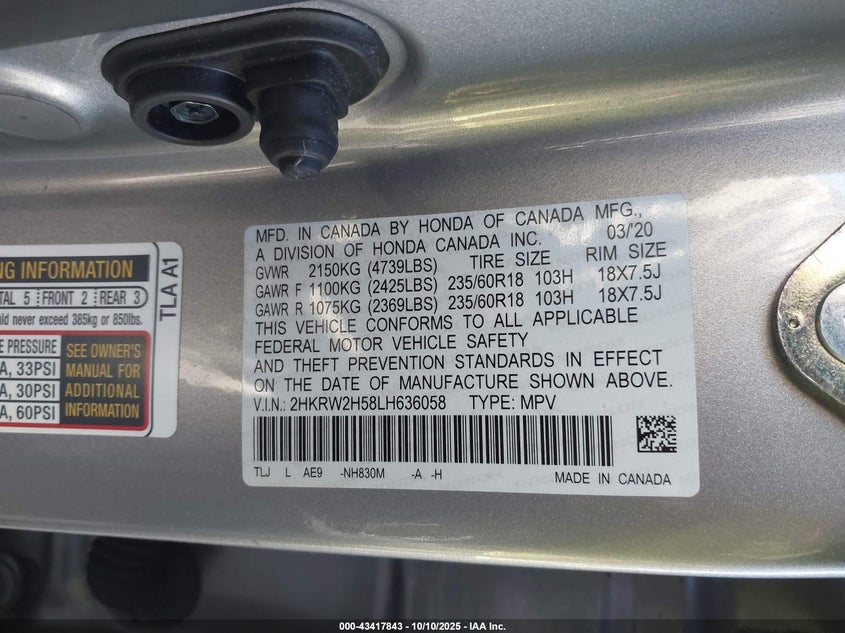 MFD. IN CANADA BY HONDA OF CANADA MFG.,
A DIVISION OF HONDA CANADA INC. 03/20
GVWR 2150KG (4739LBS) TIRE SIZE RIM SIZE
GAWR F 1100KG (2425LBS) 235/60R18 103H 18X7.5J
GAWR R 1075KG (2369LBS) 235/60R18 103H 18X7.5J
THIS VEHICLE CONFORMS TO ALL APPLICABLE
FEDERAL MOTOR VEHICLE SAFETY
AND THEFT PREVENTION STANDARDS IN EFFECT
ON THE DATE OF MANUFACTURE SHOWN ABOVE.
V.I.N.: 2HKRW2H58LH636058 TYPE: MPV
TLJ L AE9 -NH830M -A -H MADE IN CANADA
NG INFORMATION
TAL 5 FRONT 2 REAR 3
uld never exceed 385kg or 850lbs.
E PRESSURE
A, 33PSI
A, 30PSI
A, 60PSI
SEE OWNER'S
MANUAL FOR
ADDITIONAL
INFORMATION
TLA A1
000-43417843 - 10/10/2025 - IAA Inc.